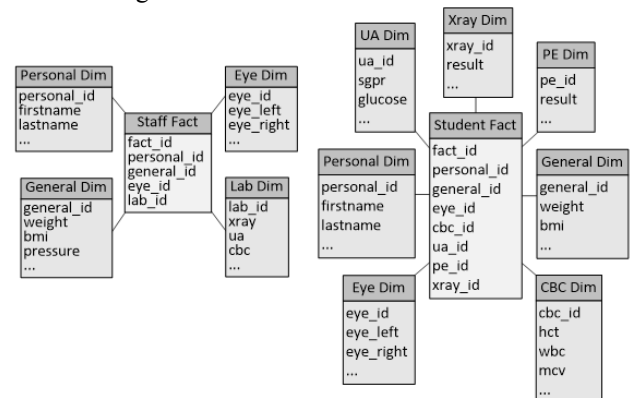 Personal Dim
personal_id
firstname
lastname
...
Staff Fact
fact_id
personal_id
general_id
eye_id
lab_id
Eye Dim
eye_id
eye_left
eye_right
...
General Dim
general_id
weight
bmi
pressure
...
Lab Dim
lab_id
xray
ua
cbc
...
UA Dim
ua_id
sgpr
glucose
...
Xray Dim
xray_id
result
...
PE Dim
pe_id
result
...
Student Fact
fact_id
personal_id
general_id
eye_id
cbc_id
ua_id
pe_id
xray_id
Personal Dim
personal_id
firstname
lastname
...
General Dim
general_id
weight
bmi
...
Eye Dim
eye_id
eye_left
eye_right
...
CBC Dim
cbc_id
hct
wbc
mcv
...